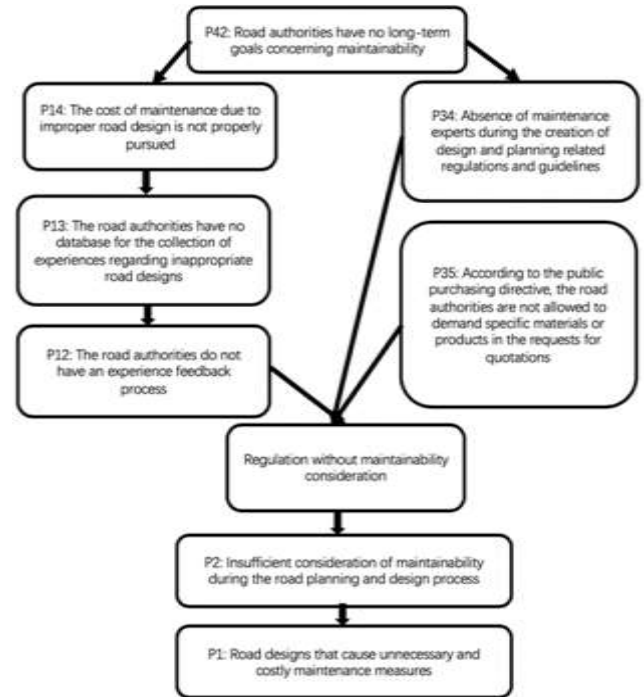 P42: Road authorities have no long-term
goals concerning maintainability
P14: The cost of maintenance due to
improper road design is not properly
pursued
P34: Absence of maintenance
experts during the creation of
design and planning related
regulations and guidelines
P13: The road authorities have no
database for the collection of
experiences regarding inappropriate
road designs
P35: According to the public
purchasing directive, the road
authorities are not allowed to
demand specific materials or
products in the requests for
quotations
P12: The road authorities do not
have an experience feedback
process
Regulation without maintainability
consideration
P2: Insufficient consideration of maintainability
during the road planning and design process
P1: Road designs that cause unnecessary and
costly maintenance measures